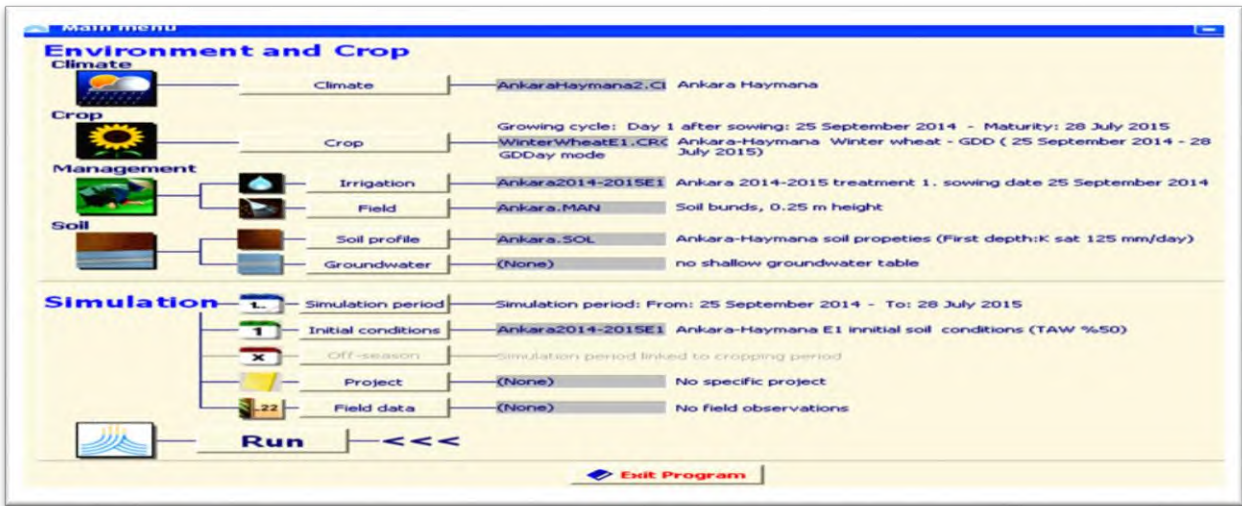 Main menu
Environment and Crop
Climate
Climate AnkaraHaymana2.Cl Ankara Haymana
Crop
Growing cycle: Day 1 after sowing: 25 September 2014 - Maturity: 28 July 2015
Crop WinterWheatE1.CRC Ankara-Haymana Winter wheat - GDD ( 25 September 2014 - 28
GDDay mode July 2015)
Management
Irrigation Ankara2014-2015E1 Ankara 2014-2015 treatment 1. sowing date 25 September 2014
Field Ankara.MAN Soil bunds, 0.25 m height
Soil
Soil profile Ankara.SOL Ankara-Haymana soil propeties (First depth:K sat 125 mm/day)
Groundwater (None) no shallow groundwater table
Simulation
1.. Simulation period Simulation period: From: 25 September 2014 - To: 28 July 2015
1 Initial conditions Ankara2014-2015E1 Ankara-Haymana E1 innitial soil conditions (TAW %50)
x Off-season Simulation period linked to cropping period
Project (None) No specific project
..22 Field data (None) No field observations
Run <<<
Exit Program